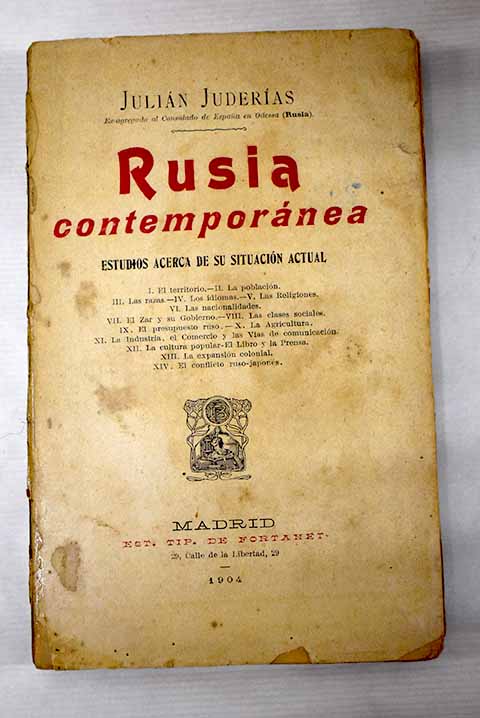 JULIÁN JUDERÍAS
Ex-agregado al Consulado de España en Odessa (Rusia).
Rusia
contemporánea
ESTUDIOS ACERCA DE SU SITUACIÓN ACTUAL
I. El territorio.—II. La población.
III. Las razas.—IV. Los idiomas.—V. Las Religiones.
VI. Las nacionalidades.
VII. El Zar y su Gobierno.—VIII. Las clases sociales.
IX. El presupuesto ruso.—X. La Agricultura.
XI. La Industria, el Comercio y las Vías de comunicación.
XII. La cultura popular-El Libro y la Prensa.
XIII. La expansión colonial.
XIV. El conflicto ruso-japonés.
MADRID
EST. TIP. DE FORTANET
29, Calle de la Libertad, 29
1904